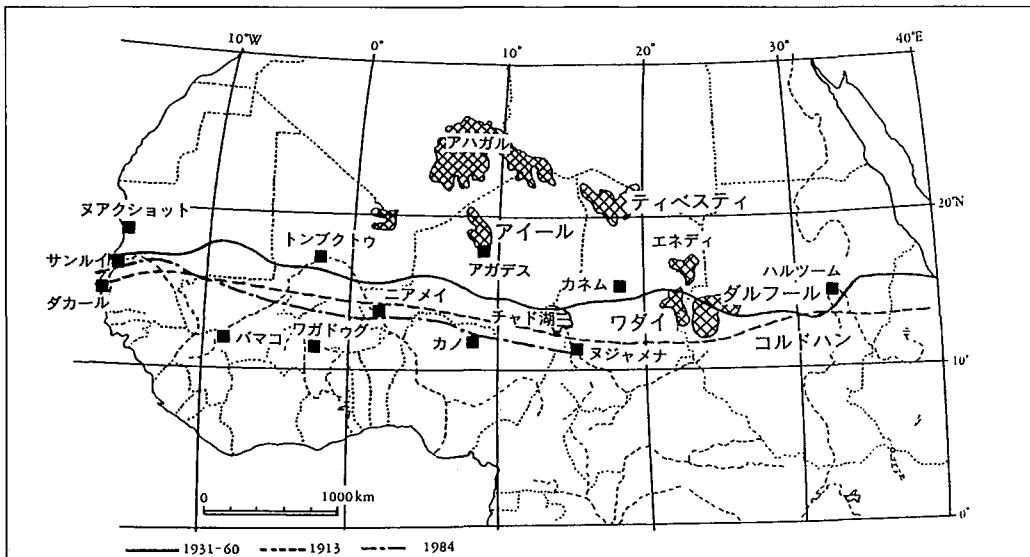 10°W
0°
10°
20°
30°
40°E
アハガル
ティベスティ
20°N
ヌアクショット
アイール
エネディ
トンブクトゥ
サンルイ
アガデス
カネム
ハルツーム
ダカール
ニアメイ
チャド湖
ダルフール
ワダイ
バマコ
ワガドゥグ
カノ
ヌジャメナ
コルドハン
10°
0 1000km
0°
1931-60 1913 1984